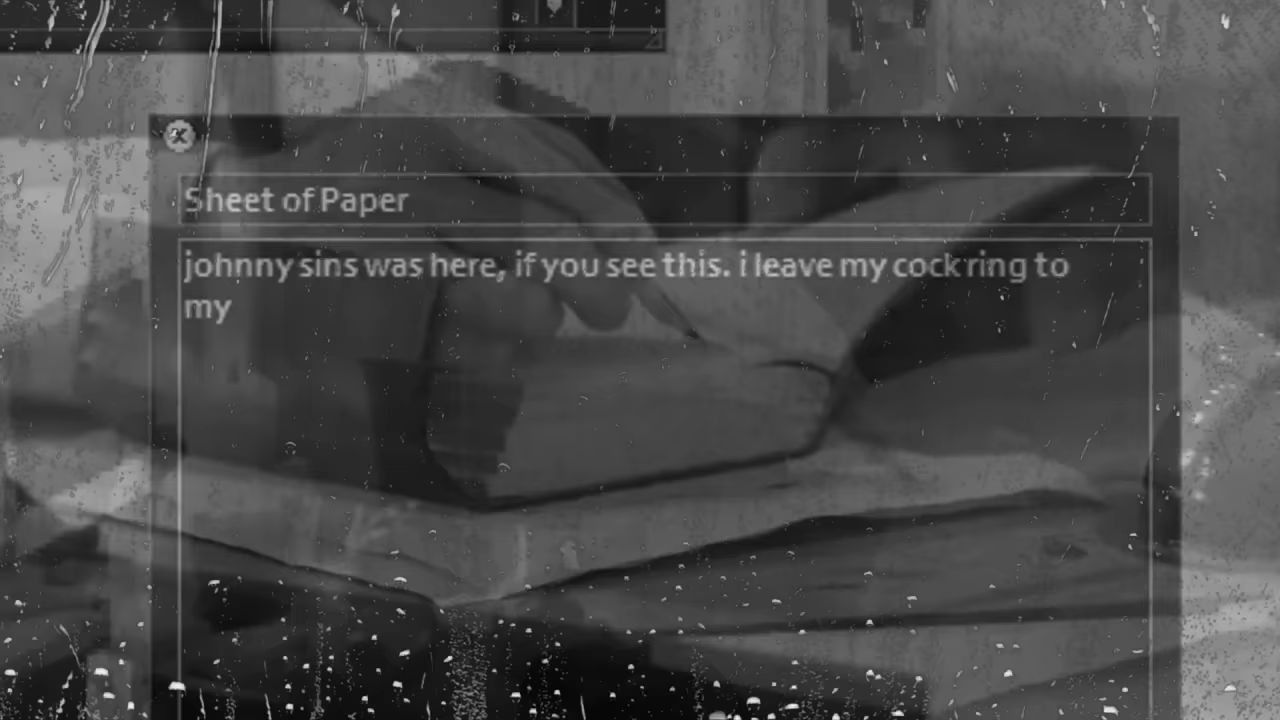 Sheet of Paper
johnny sins was here, if you see this. i leave my cock ring to
my